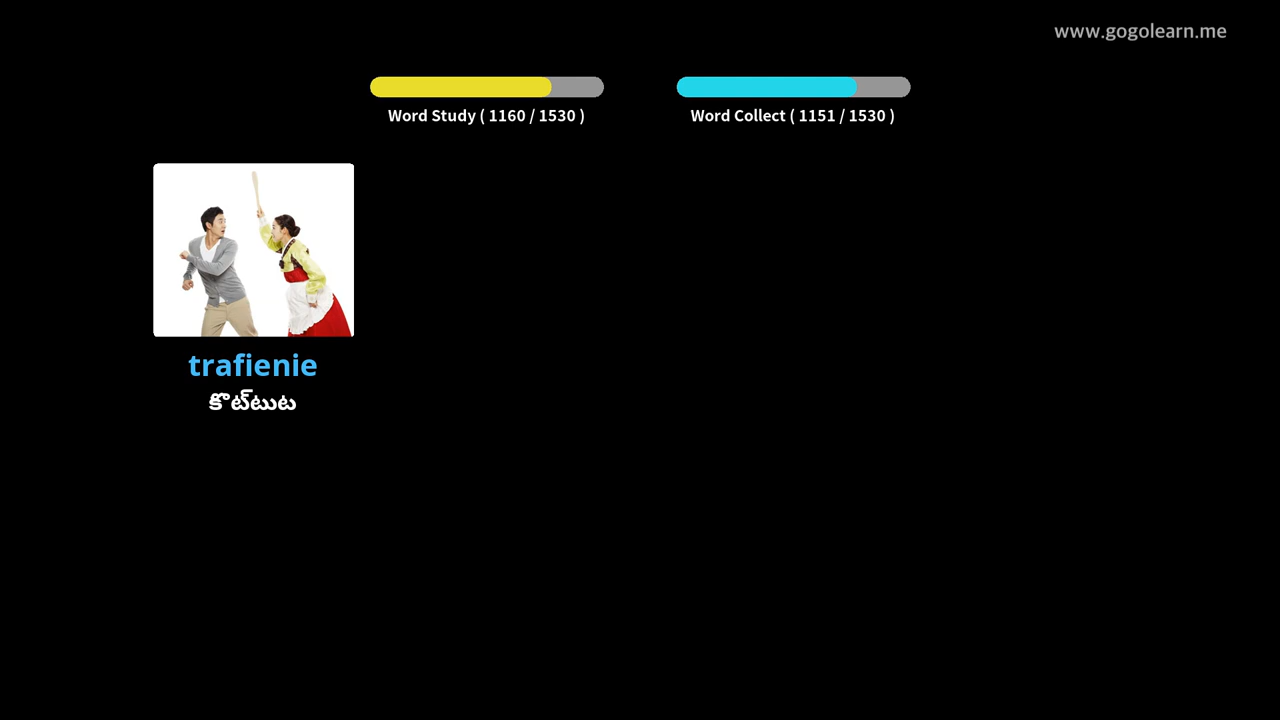 www.gogolearn.me
Word Study ( 1160 / 1530 )
Word Collect ( 1151 / 1530 )
trafienie
కొట్టుట